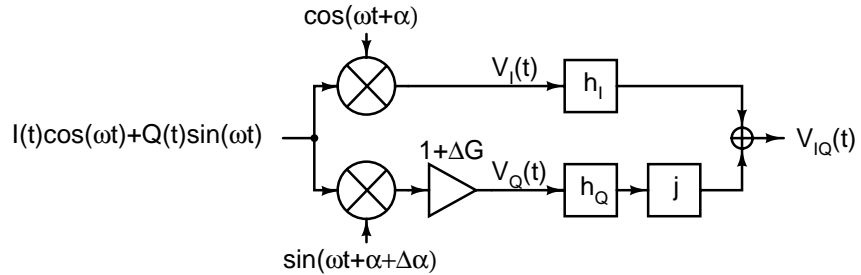 cos(ωt+α)
V_I(t)
h_I
I(t)cos(ωt)+Q(t)sin(ωt)
V_IQ(t)
1+ΔG
V_Q(t)
h_Q
j
sin(ωt+α+Δα)